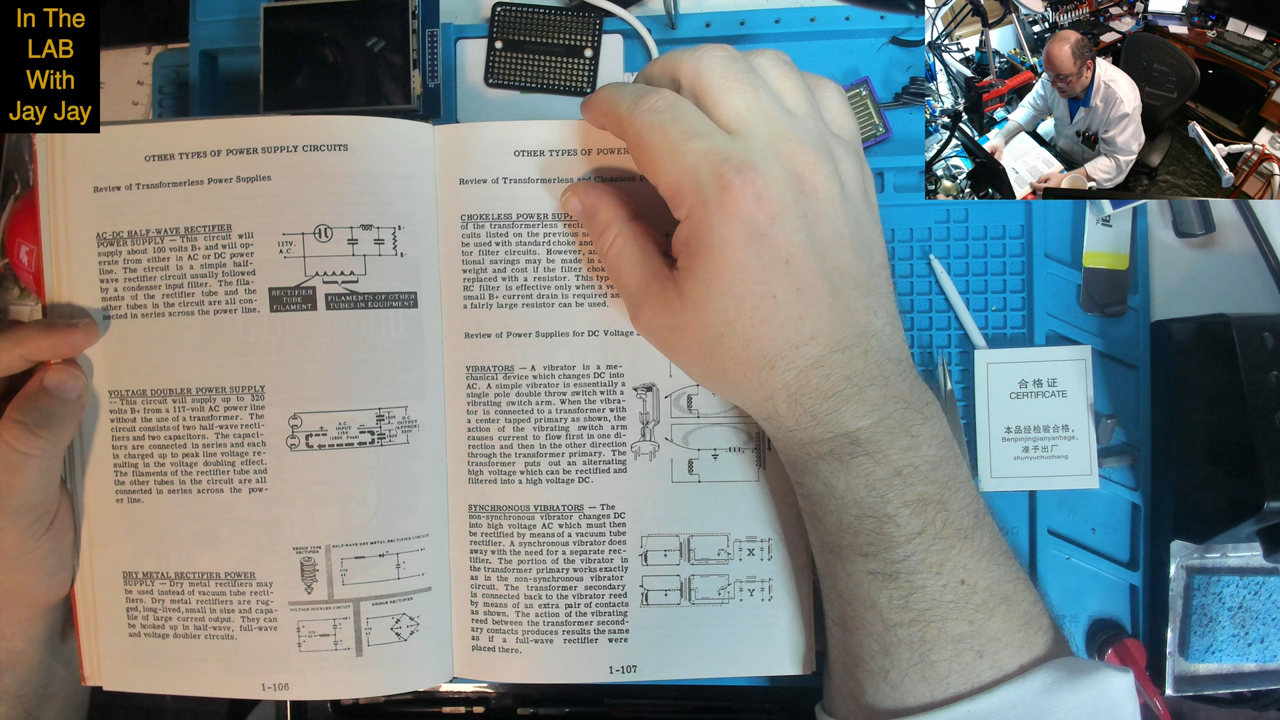 In The
LAB
With
Jay Jay
OTHER TYPES OF POWER SUPPLY CIRCUITS
Review of Transformerless Power Supplies
AC-DC HALF-WAVE RECTIFIER
POWER SUPPLY — This circuit will
supply about 100 volts B+ and will op-
erate from either in AC or DC power
line. The circuit is a simple half-
wave rectifier circuit usually followed
by a condenser input filter. The fila-
ments of the rectifier tube and the
other tubes in the circuit are all con-
nected in series across the power line.
117V.
A.C.
B+
B-
RECTIFIER
TUBE
FILAMENT
FILAMENTS OF OTHER
TUBES IN EQUIPMENT
VOLTAGE DOUBLER POWER SUPPLY
-- This circuit will supply up to 320
volts B+ from a 117-volt AC power line
without the use of a transformer. The
circuit consists of two half-wave recti-
fiers and two capacitors. The capaci-
tors are connected in series and each
is charged up to peak line voltage re-
sulting in the voltage doubling effect.
The filaments of the rectifier tube and
the other tubes in the circuit are all
connected in series across the pow-
er line.
A.C
INPUT
D.C
OUTPUT
DRY METAL RECTIFIER POWER
SUPPLY — Dry metal rectifiers may
be used instead of vacuum tube recti-
fiers. Dry metal rectifiers are rug-
ged, long-lived, small in size and capa-
ble of large current output. They can
be hooked up in half-wave, full-wave
and voltage doubler circuits.
BRIDGE TYPE
RECTIFIER
HALF-WAVE DRY METAL RECTIFIER CIRCUIT
VOLTAGE DOUBLER CIRCUIT
BRIDGE RECTIFIER
1-106
OTHER TYPES OF POWER
Review of Transformerless and Chokeless
CHOKELESS POWER SUPP
of the transformerless recti
cuits listed on the previous
be used with standard choke and
tor filter circuits. However,
tional savings may be made in
weight and cost if the filter chok
replaced with a resistor. This typ
RC filter is effective only when a ve
small B+ current drain is required an
a fairly large resistor can be used.
Review of Power Supplies for DC Voltage
VIBRATORS — A vibrator is a me-
chanical device which changes DC into
AC. A simple vibrator is essentially a
single pole double throw switch with a
vibrating switch arm. When the vibra-
tor is connected to a transformer with
a center tapped primary as shown, the
action of the vibrating switch arm
causes current to flow first in one di-
rection and then in the other direction
through the transformer primary. The
transformer puts out an alternating
high voltage which can be rectified and
filtered into a high voltage DC.
SYNCHRONOUS VIBRATORS — The
non-synchronous vibrator changes DC
into high voltage AC which must then
be rectified by means of a vacuum tube
rectifier. A synchronous vibrator does
away with the need for a separate rec-
tifier. The portion of the vibrator in
the transformer primary works exactly
as in the non-synchronous vibrator
circuit. The transformer secondary
is connected back to the vibrator reed
by means of an extra pair of contacts
as shown. The action of the vibrating
reed between the transformer second-
ary contacts produces results the same
as if a full-wave rectifier were
placed there.
X
Y
1-107
合格证
CERTIFICATE
本品经检验合格,
Benpinjingjianyanhege,
准予出厂
zhunyuchuchang